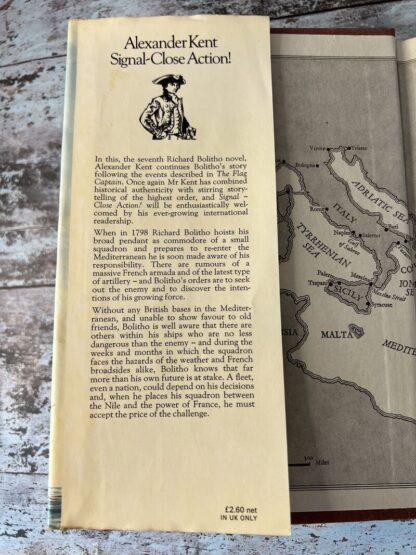 Alexander Kent
Signal-Close Action!
In this, the seventh Richard Bolitho novel,
Alexander Kent continues Bolitho's story
following the events described in The Flag
Captain. Once again Mr Kent has combined
historical authenticity with stirring story-
telling of the highest order, and Signal –
Close Action! will be enthusiastically wel-
comed by his ever-growing international
readership.
When in 1798 Richard Bolitho hoists his
broad pendant as commodore of a small
squadron and prepares to re-enter the
Mediterranean he is soon made aware of his
responsibility. There are rumours of a
massive French armada and of the latest type
of artillery – and Bolitho's orders are to seek
out the enemy and to discover the inten-
tions of his growing force.
Without any British bases in the Mediter-
ranean, and unable to show favour to old
friends, Bolitho is well aware that there are
others within his ships who are no less
dangerous than the enemy – and during the
weeks and months in which the squadron
faces the hazards of the weather and French
broadsides alike, Bolitho knows that far
more than his own future is at stake. A fleet,
even a nation, could depend on his decisions
and, when he places his squadron between
the Nile and the power of France, he must
accept the price of the challenge.
£2.60 net
IN UK ONLY
Venice
Trieste
Bologna
ADRIATIC SEA
Rome
ITALY
Naples
Salerno
TYRRHENIAN
SEA
Palermo
Messina
Trapani
SICILY
Syracuse
MALTA
MEDITE
Miles